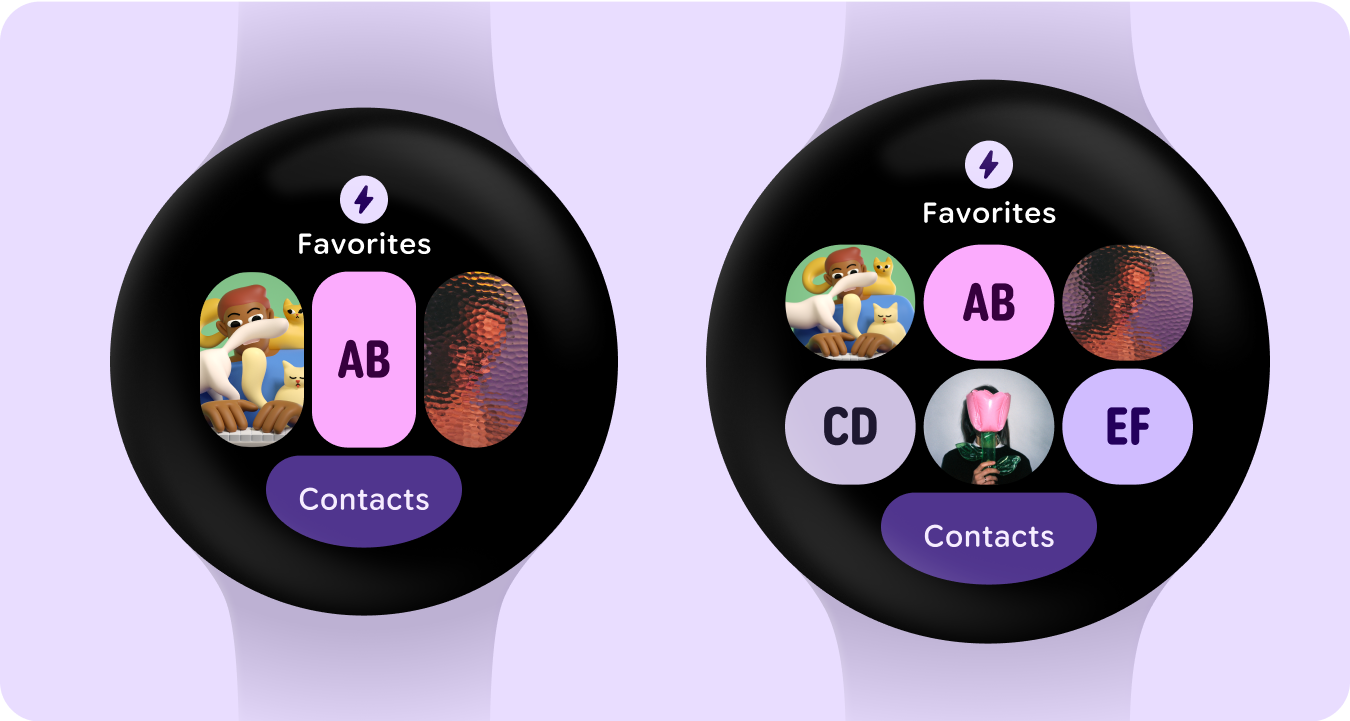 Favorites
AB
Contacts
Favorites
AB
CD
EF
Contacts